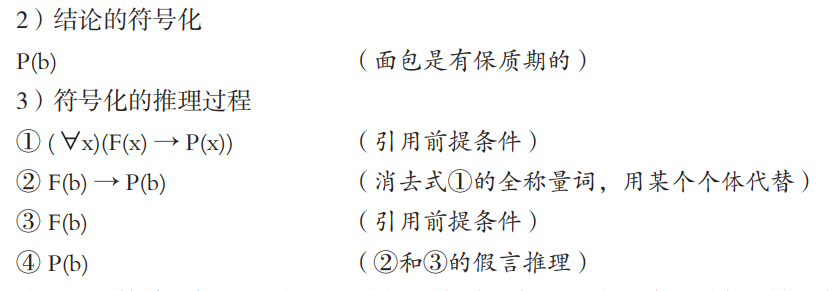 2）结论的符号化
P(b) （面包是有保质期的）
3）符号化的推理过程
① (∀x)(F(x) → P(x)) （引用前提条件）
② F(b) → P(b) （消去式①的全称量词，用某个个体代替）
③ F(b) （引用前提条件）
④ P(b) （②和③的假言推理）